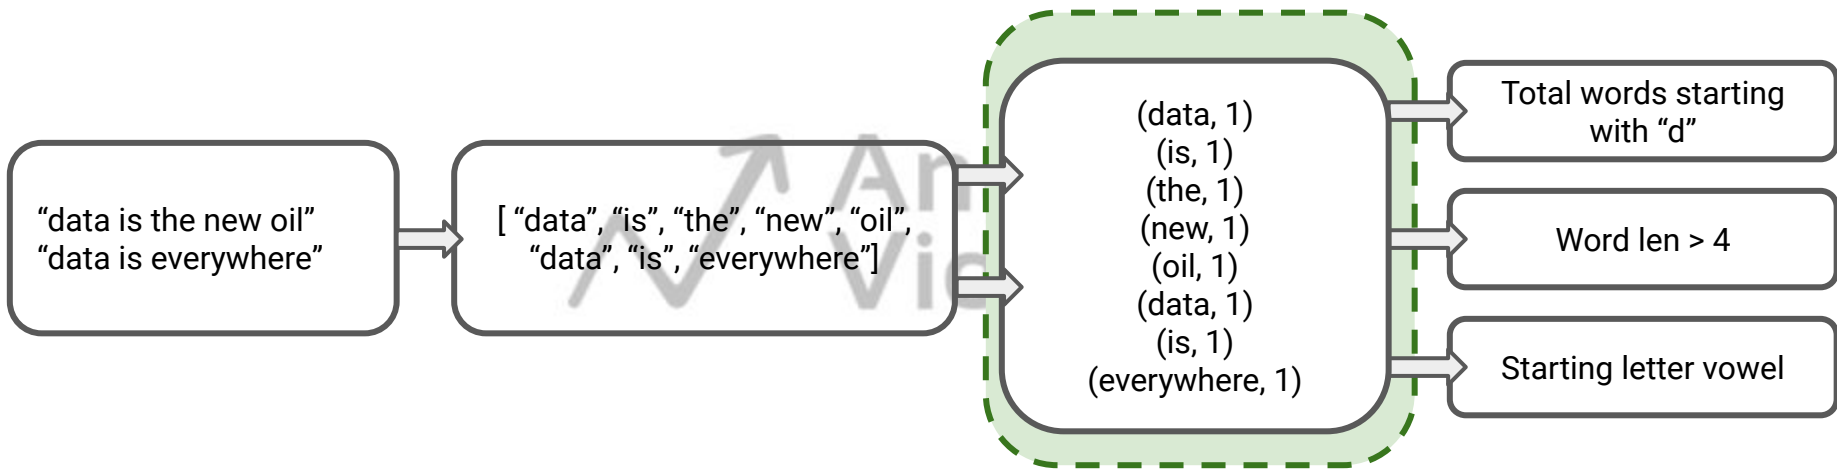 “data is the new oil”
“data is everywhere”
[ “data”, “is”, “the”, “new”, “oil”,
“data”, “is”, “everywhere”]
(data, 1)
(is, 1)
(the, 1)
(new, 1)
(oil, 1)
(data, 1)
(is, 1)
(everywhere, 1)
Total words starting
with “d”
Word len > 4
Starting letter vowel